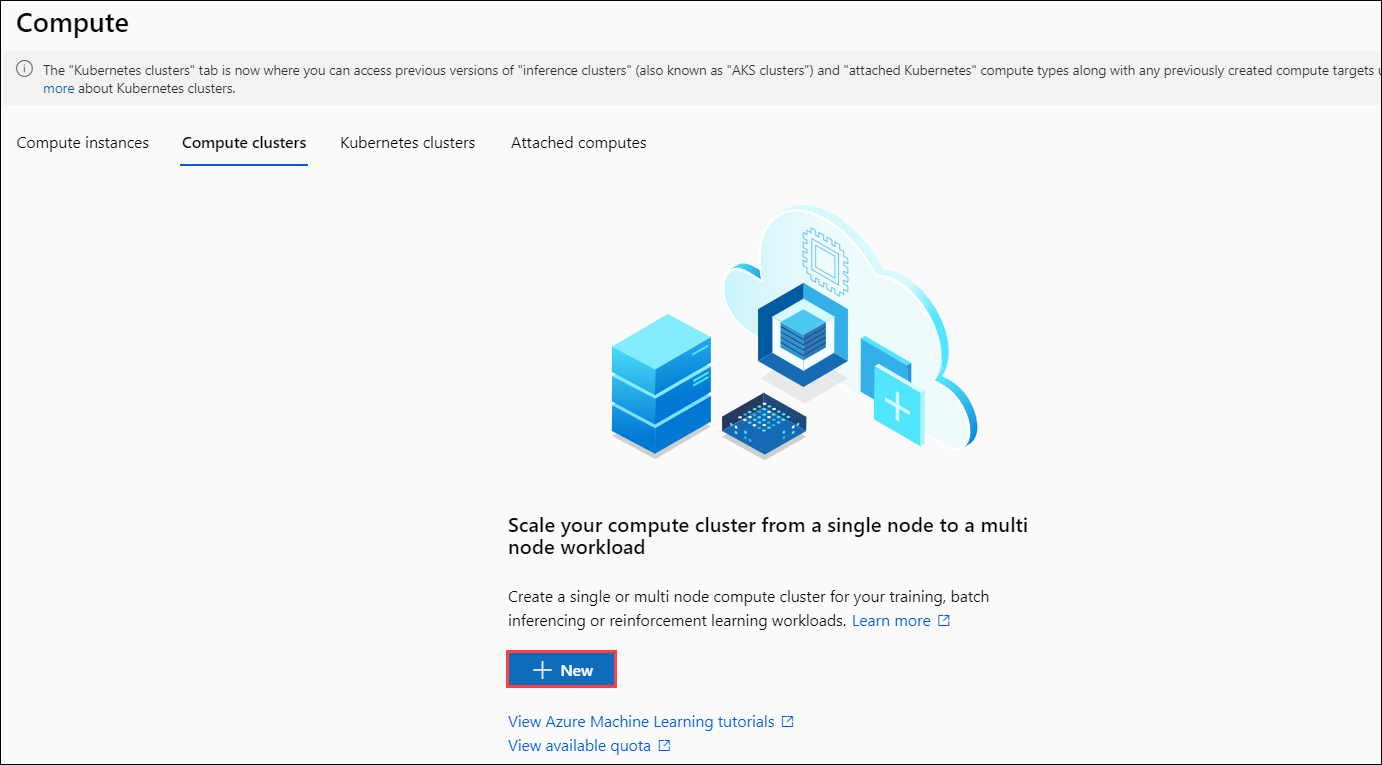 Compute
The "Kubernetes clusters" tab is now where you can access previous versions of "inference clusters" (also known as "AKS clusters") and "attached Kubernetes" compute types along with any previously created compute targets
more about Kubernetes clusters.
Compute instances
Compute clusters
Kubernetes clusters
Attached computes
Scale your compute cluster from a single node to a multi
node workload
Create a single or multi node compute cluster for your training, batch
inferencing or reinforcement learning workloads. Learn more
New
View Azure Machine Learning tutorials
View available quota